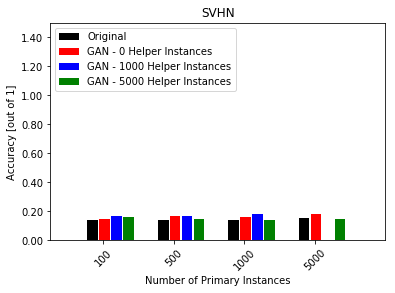 SVHN
Original
GAN - 0 Helper Instances
GAN - 1000 Helper Instances
GAN - 5000 Helper Instances
Accuracy [out of 1]
1.40
1.20
1.00
0.80
0.60
0.40
0.20
0.00
100
500
1000
5000
Number of Primary Instances